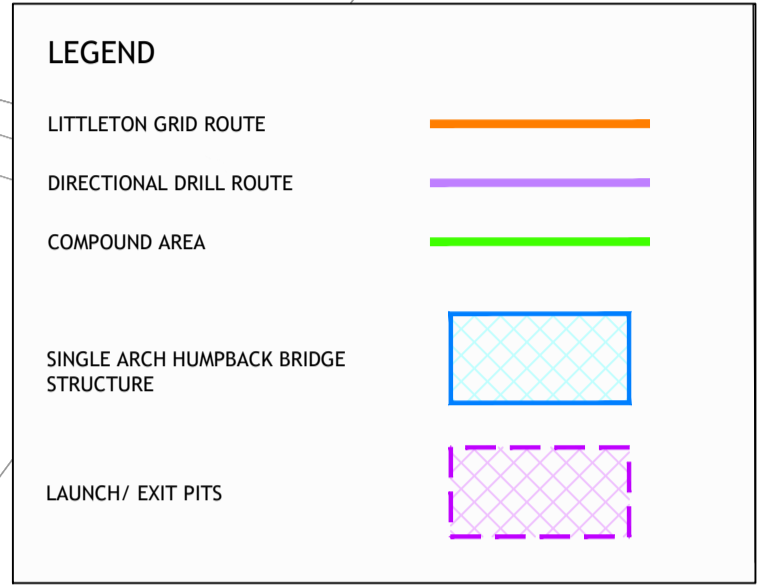 LEGEND
LITTLETON GRID ROUTE
DIRECTIONAL DRILL ROUTE
COMPOUND AREA
SINGLE ARCH HUMPBACK BRIDGE
STRUCTURE
LAUNCH/ EXIT PITS